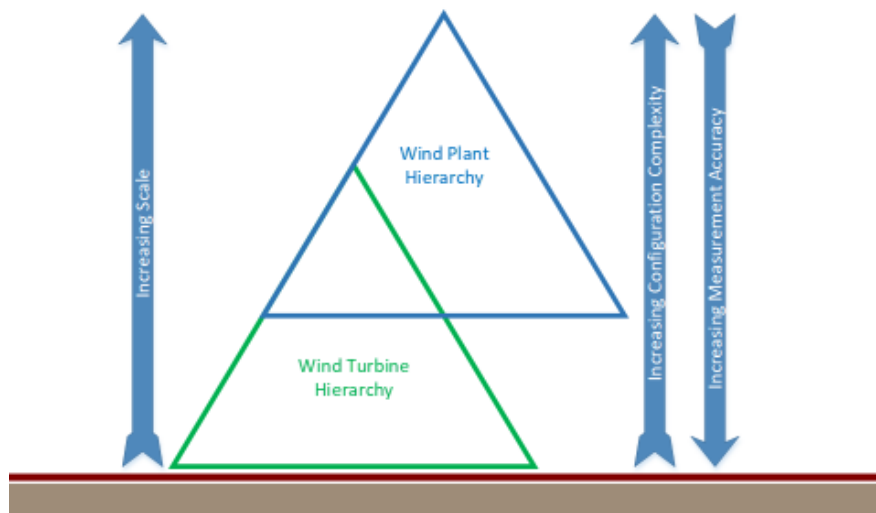 Increasing Scale
Wind Plant
Hierarchy
Wind Turbine
Hierarchy
Increasing Configuration Complexity
Increasing Measurement Accuracy